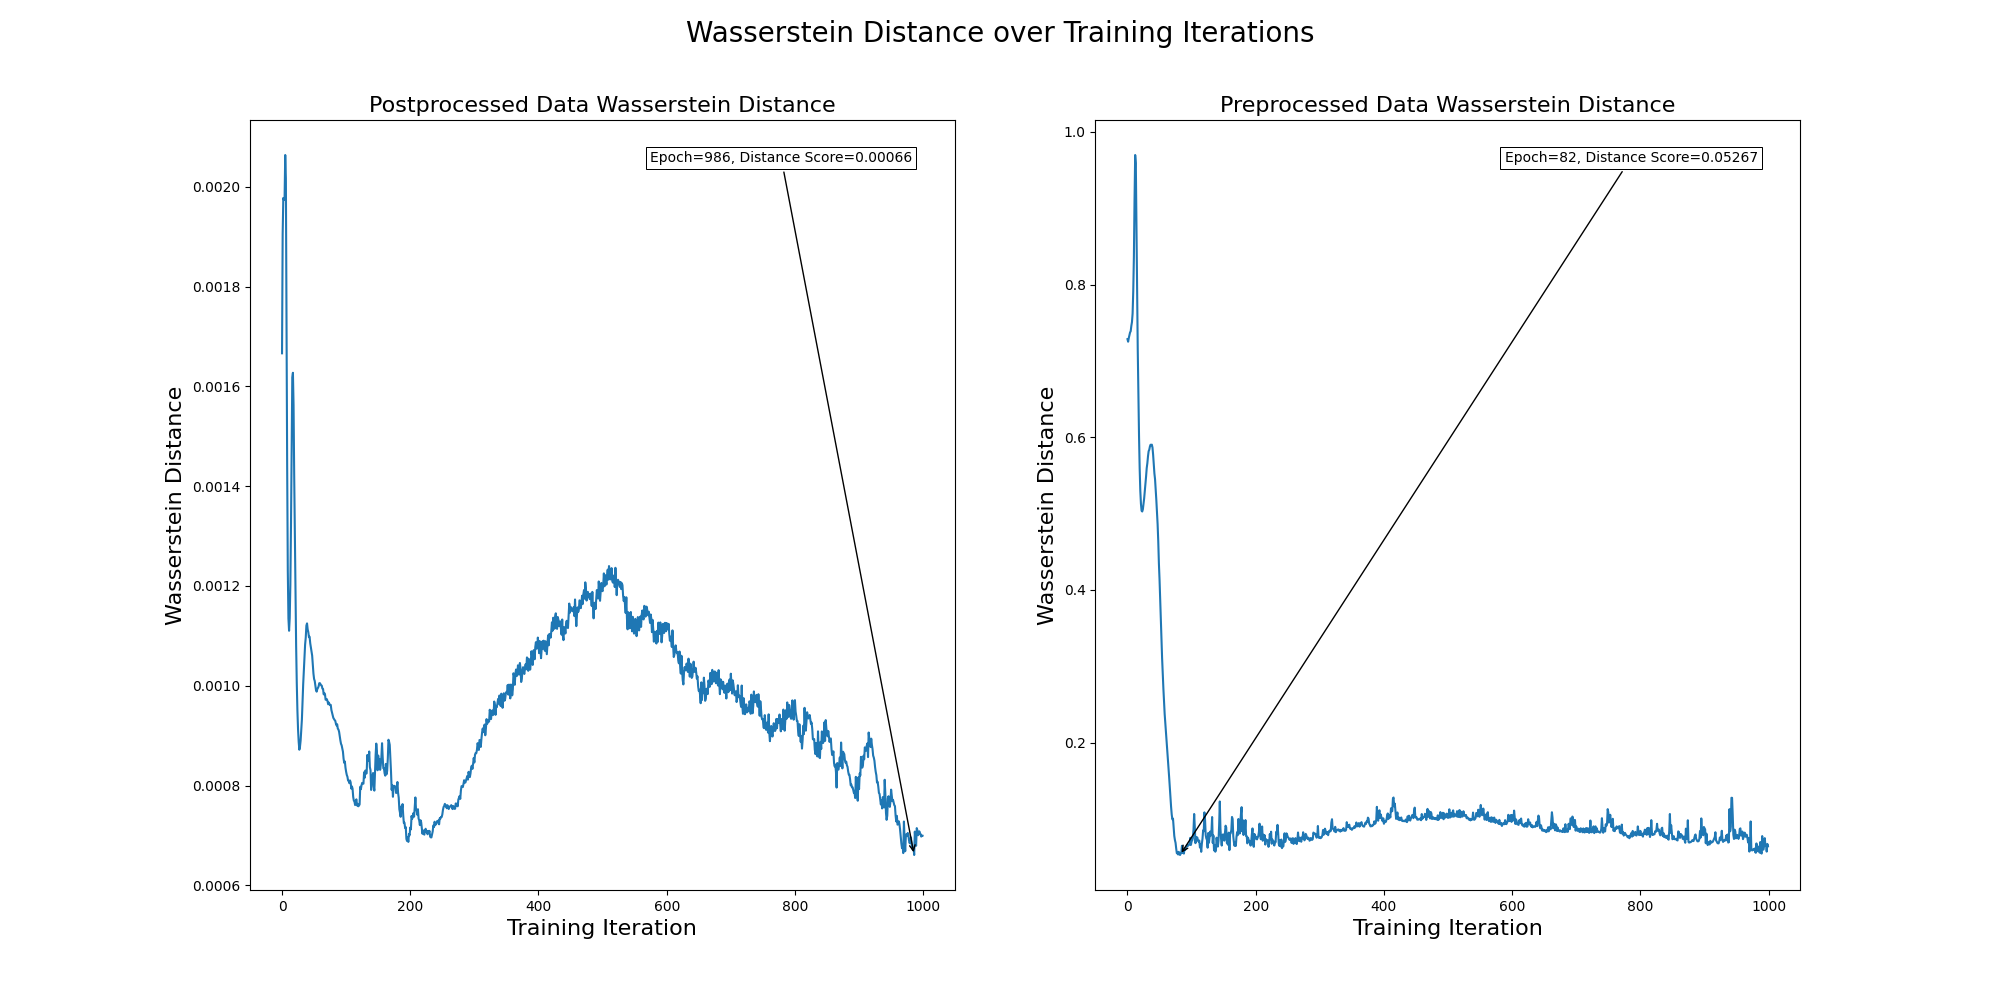 Wasserstein Distance over Training Iterations
Postprocessed Data Wasserstein Distance
Epoch=986, Distance Score=0.00066
0.0020
0.0018
0.0016
0.0014
0.0012
0.0010
0.0008
0.0006
Wasserstein Distance
0 200 400 600 800 1000
Training Iteration
Preprocessed Data Wasserstein Distance
Epoch=82, Distance Score=0.05267
1.0
0.8
0.6
0.4
0.2
Wasserstein Distance
0 200 400 600 800 1000
Training Iteration